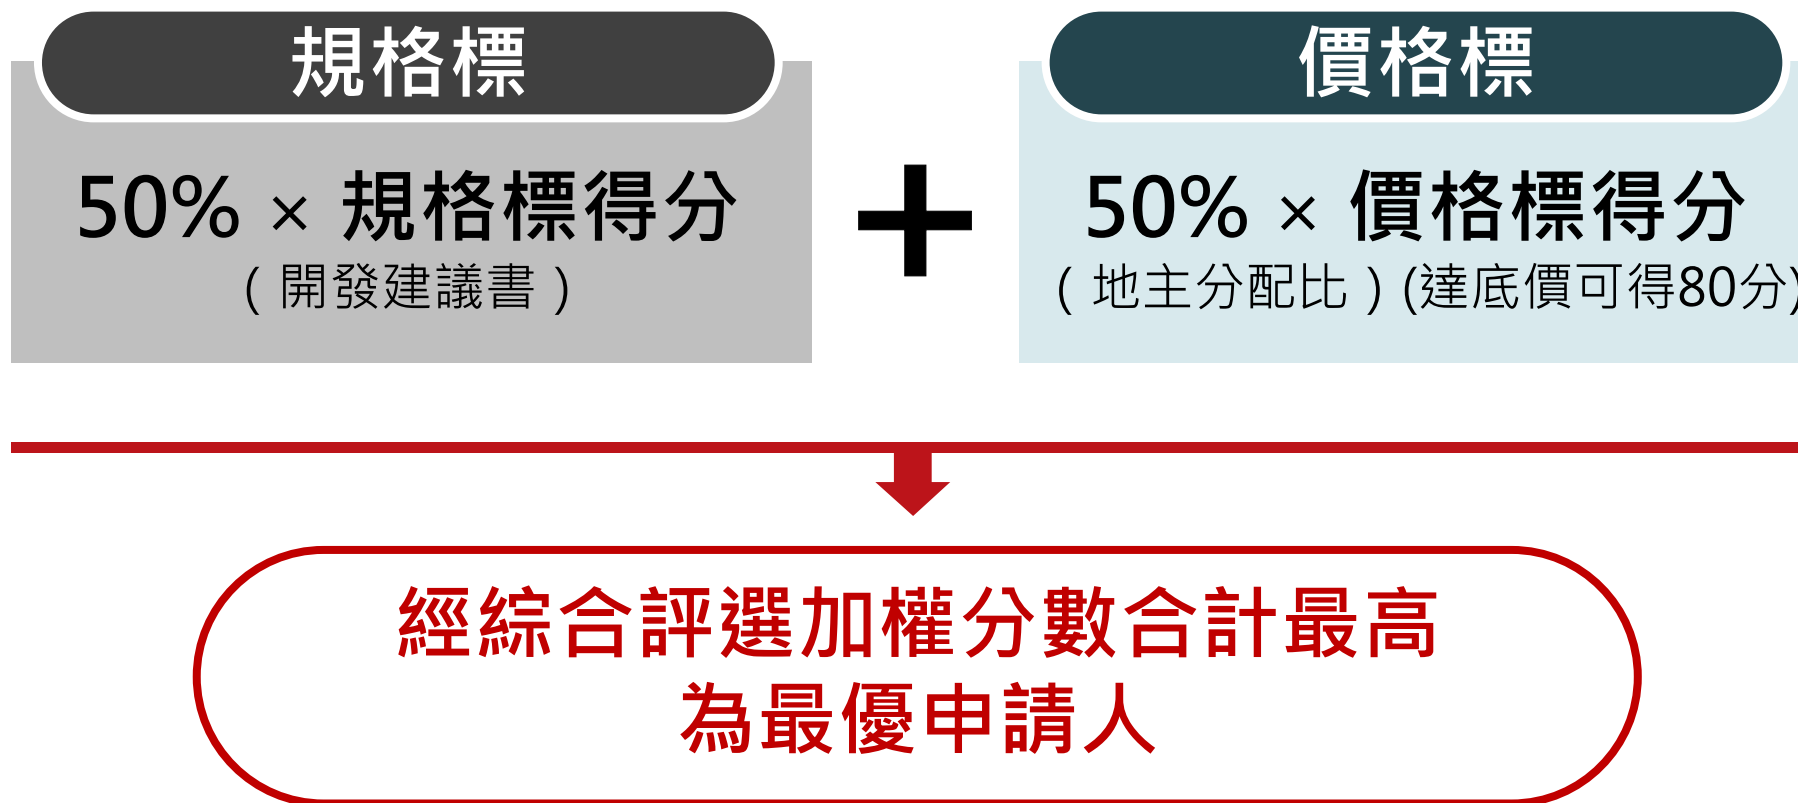 規格標
50% × 規格標得分
( 開發建議書 )
+
價格標
50% × 價格標得分
( 地主分配比 ) (達底價可得80分)
經綜合評選加權分數合計最高
為最優申請人